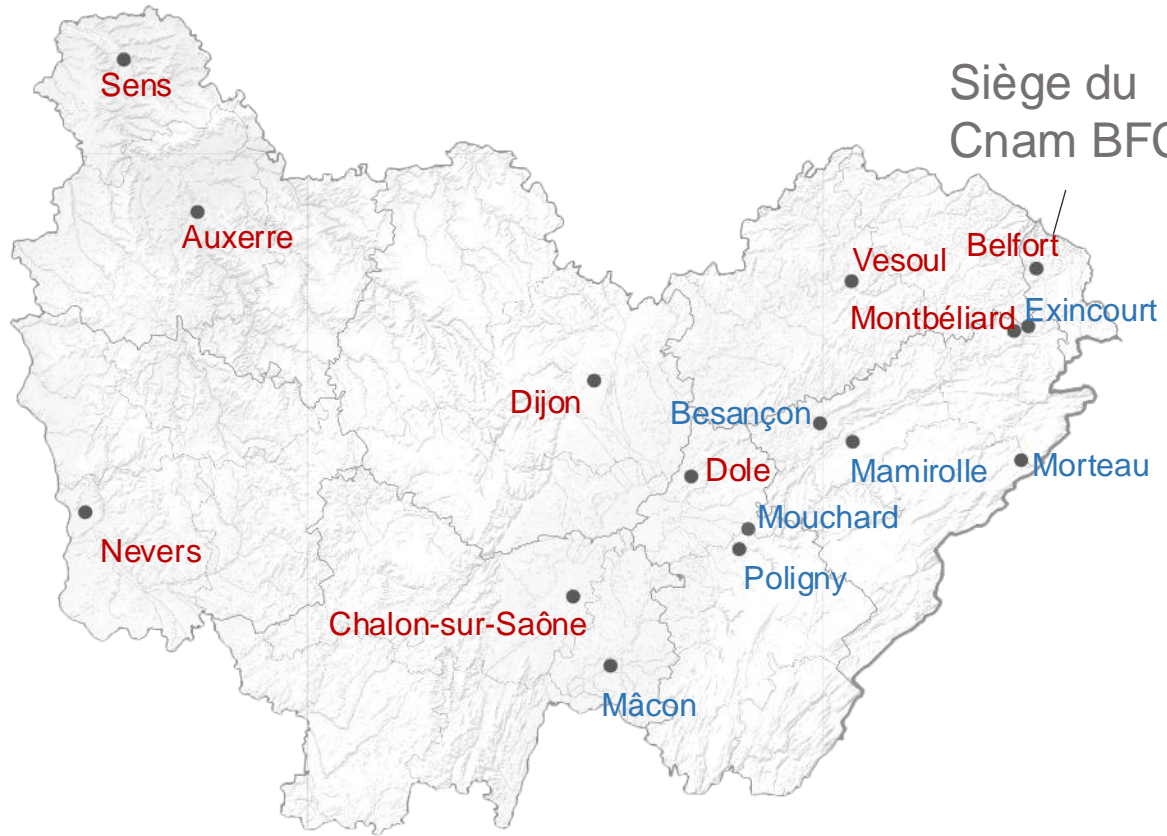 Sens
Siège du
Cnam BFC
Auxerre
Vesoul
Belfort
Montbéliard
Exincourt
Dijon
Besançon
Dole
Mamirolle
Morteau
Mouchard
Nevers
Poligny
Chalon-sur-Saône
Mâcon